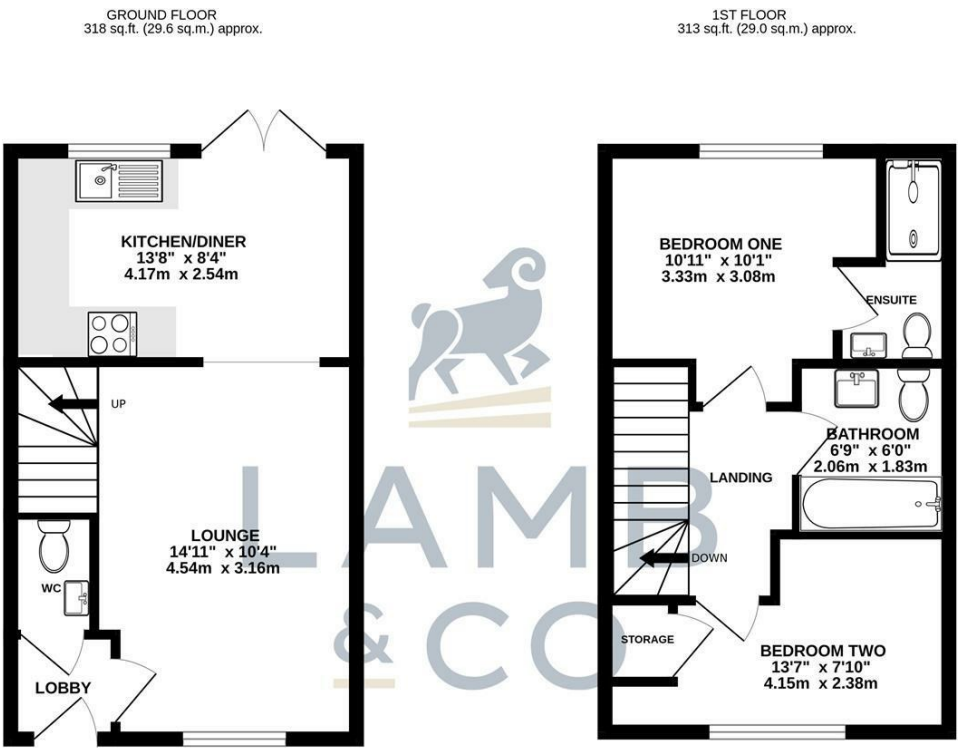 GROUND FLOOR
318 sq.ft. (29.6 sq.m.) approx.
1ST FLOOR
313 sq.ft. (29.0 sq.m.) approx.
KITCHEN/DINER
13'8" x 8'4"
4.17m x 2.54m
UP
LOUNGE
14'11" x 10'4"
4.54m x 3.16m
WC
LOBBY
BEDROOM ONE
10'11" x 10'1"
3.33m x 3.08m
ENSUITE
BATHROOM
6'9" x 6'0"
2.06m x 1.83m
LANDING
DOWN
STORAGE
BEDROOM TWO
13'7" x 7'10"
4.15m x 2.38m
LAMB
& CO